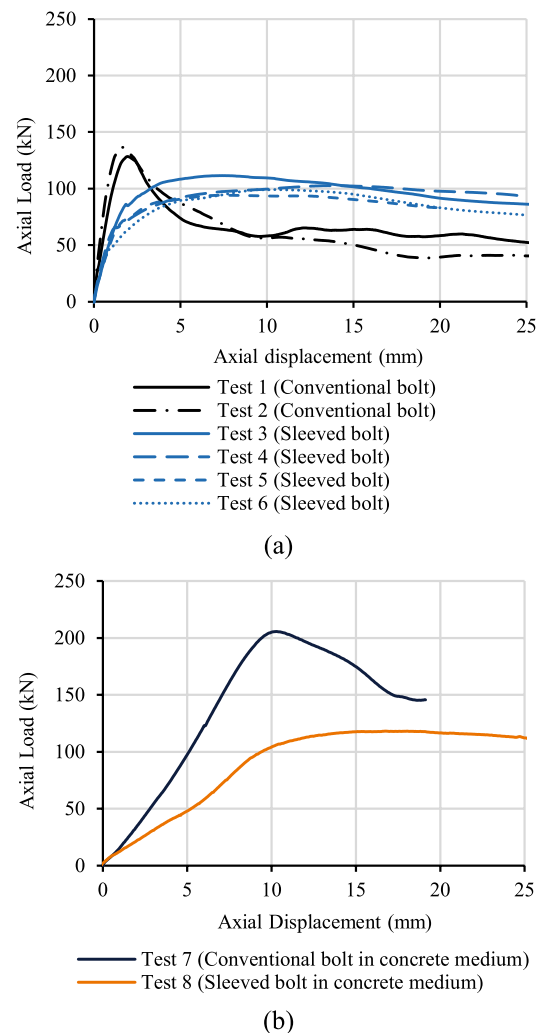 250
200
150
100
50
0
Axial Load (kN)
0 5 10 15 20 25
Axial displacement (mm)
Test 1 (Conventional bolt)
Test 2 (Conventional bolt)
Test 3 (Sleeved bolt)
Test 4 (Sleeved bolt)
Test 5 (Sleeved bolt)
Test 6 (Sleeved bolt)
(a)
250
200
150
100
50
0
Axial Load (kN)
0 5 10 15 20 25
Axial Displacement (mm)
Test 7 (Conventional bolt in concrete medium)
Test 8 (Sleeved bolt in concrete medium)
(b)